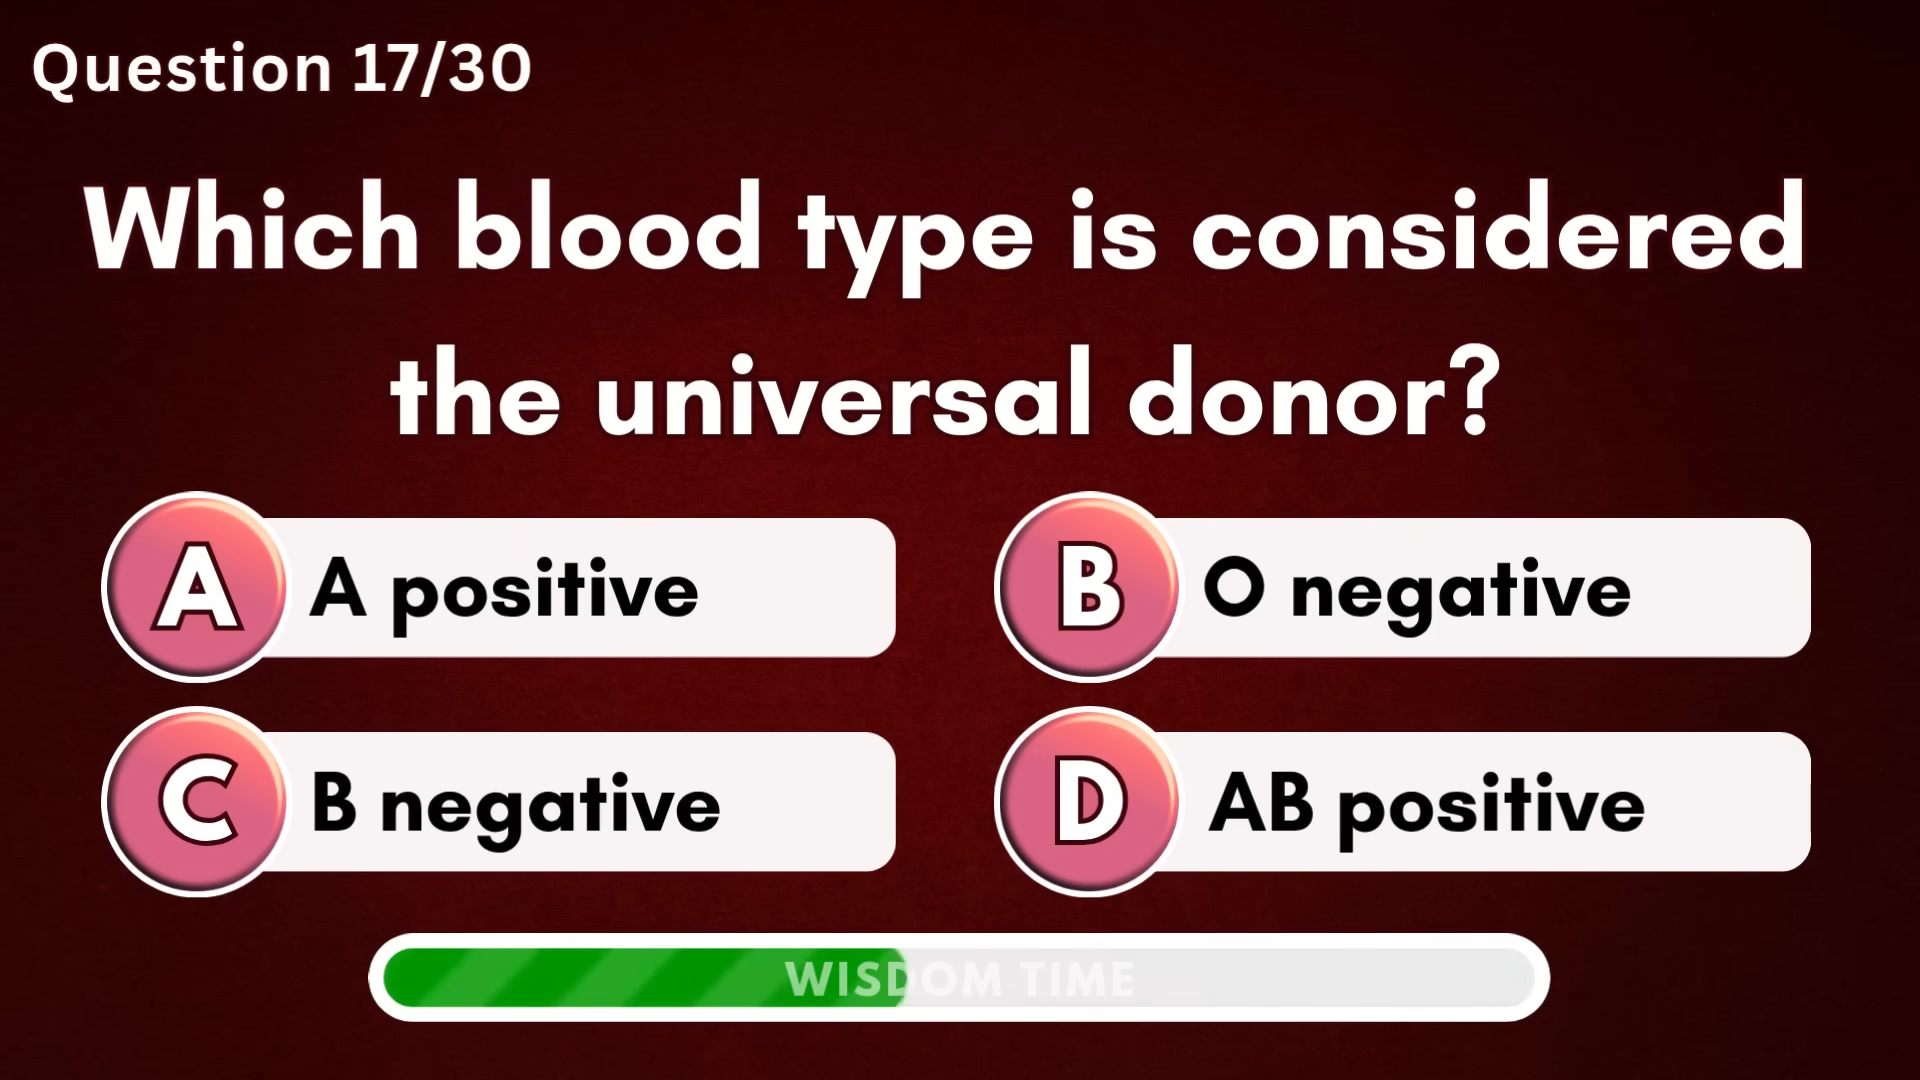 Question 17/30
Which blood type is considered
the universal donor?
A A positive
B O negative
C B negative
D AB positive
WISDOM TIME